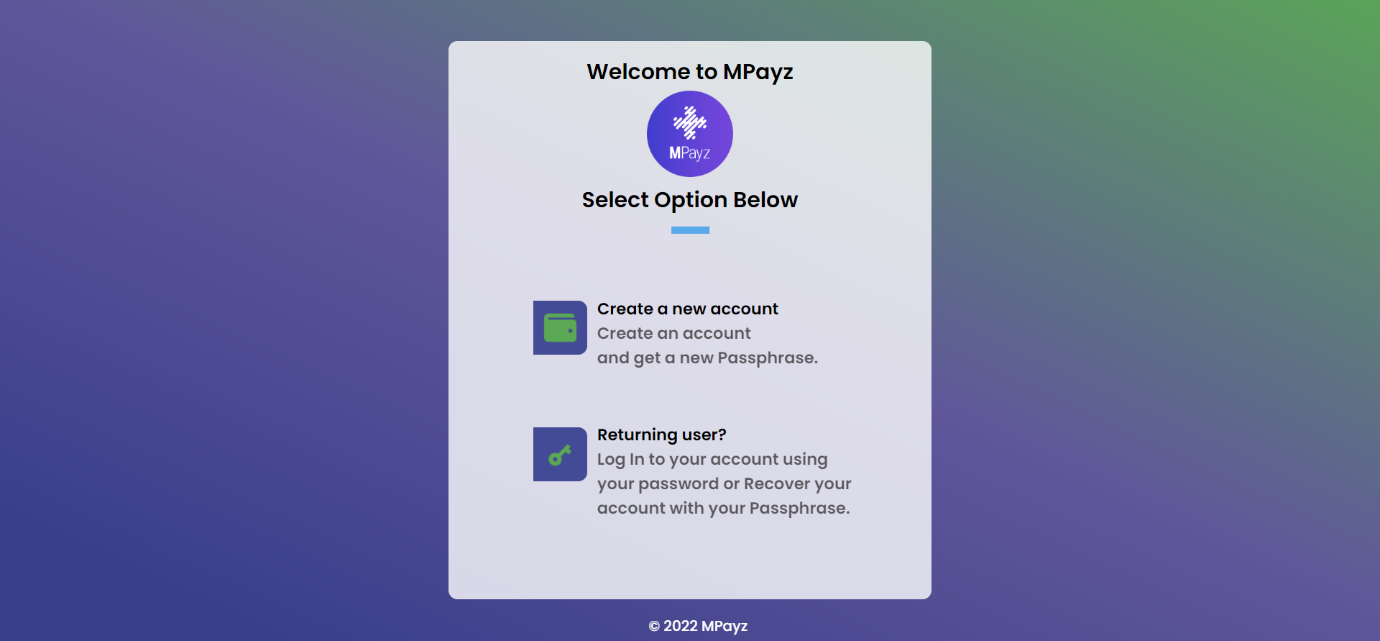 Welcome to MPayz
MPayz
Select Option Below
Create a new account
Create an account
and get a new Passphrase.
Returning user?
Log In to your account using
your password or Recover your
account with your Passphrase.
© 2022 MPayz